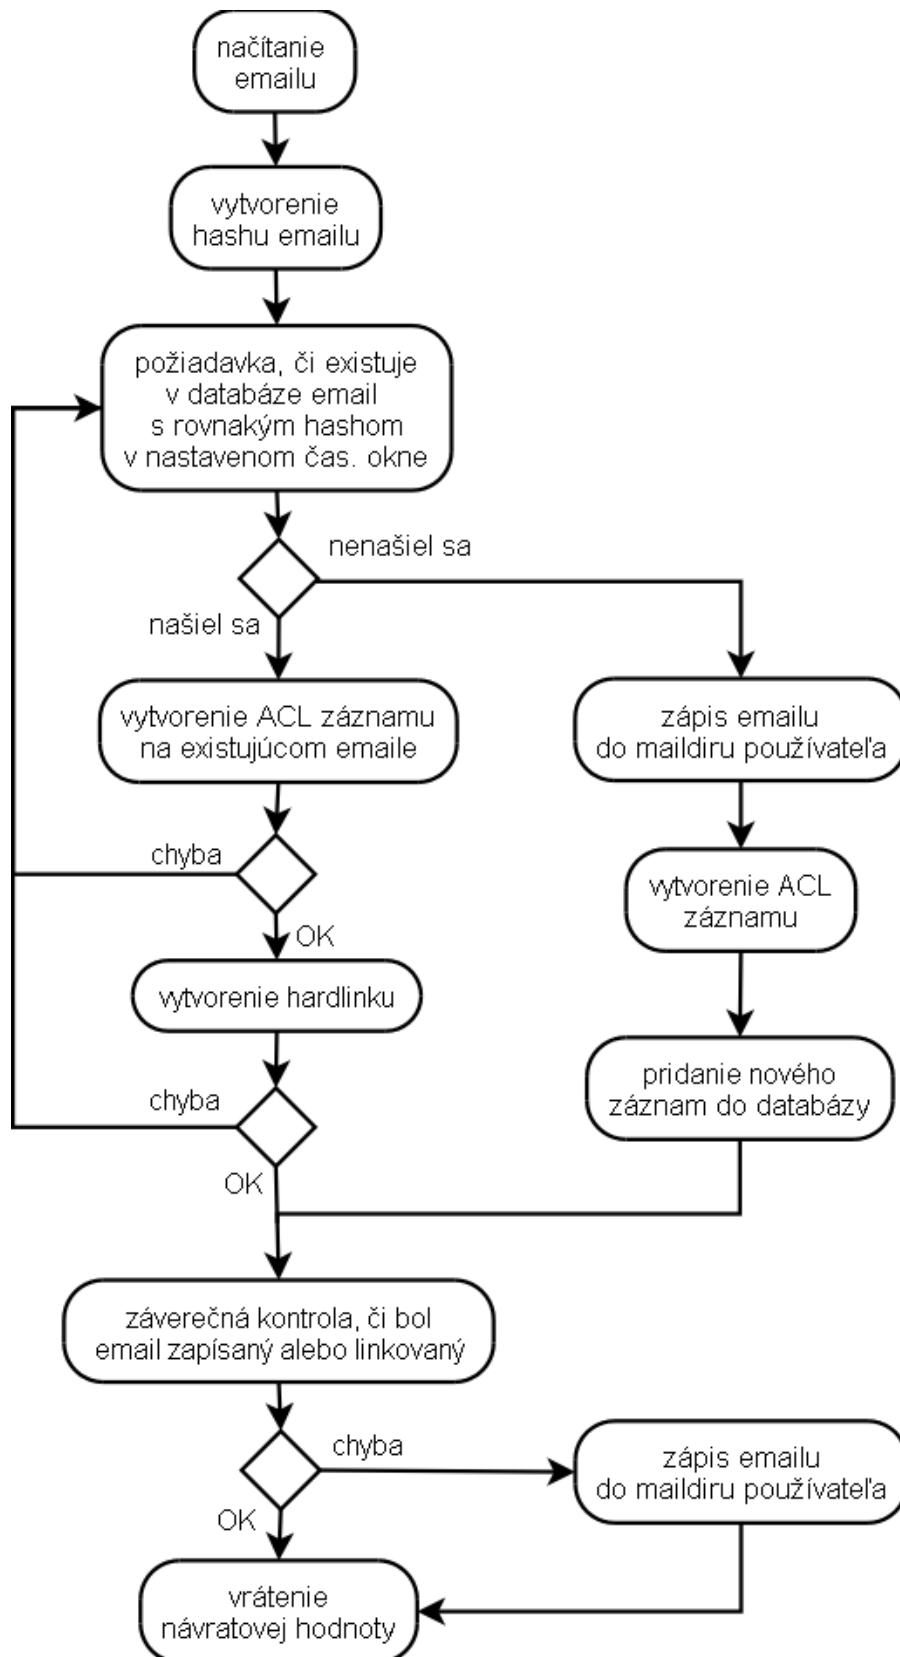 načítanie
emailu
vytvorenie
hashu emailu
požiadavka, či existuje
v databáze email
s rovnakým hashom
v nastavenom čas. okne
nenašiel sa
našiel sa
vytvorenie ACL záznamu
na existujúcom emaile
zápis emailu
do maildiru používateľa
chyba
OK
vytvorenie ACL
záznamu
vytvorenie hardlinku
chyba
OK
pridanie nového
záznam do databázy
záverečná kontrola, či bol
email zapísaný alebo linkovaný
chyba
OK
zápis emailu
do maildiru používateľa
vrátenie
návratovej hodnoty